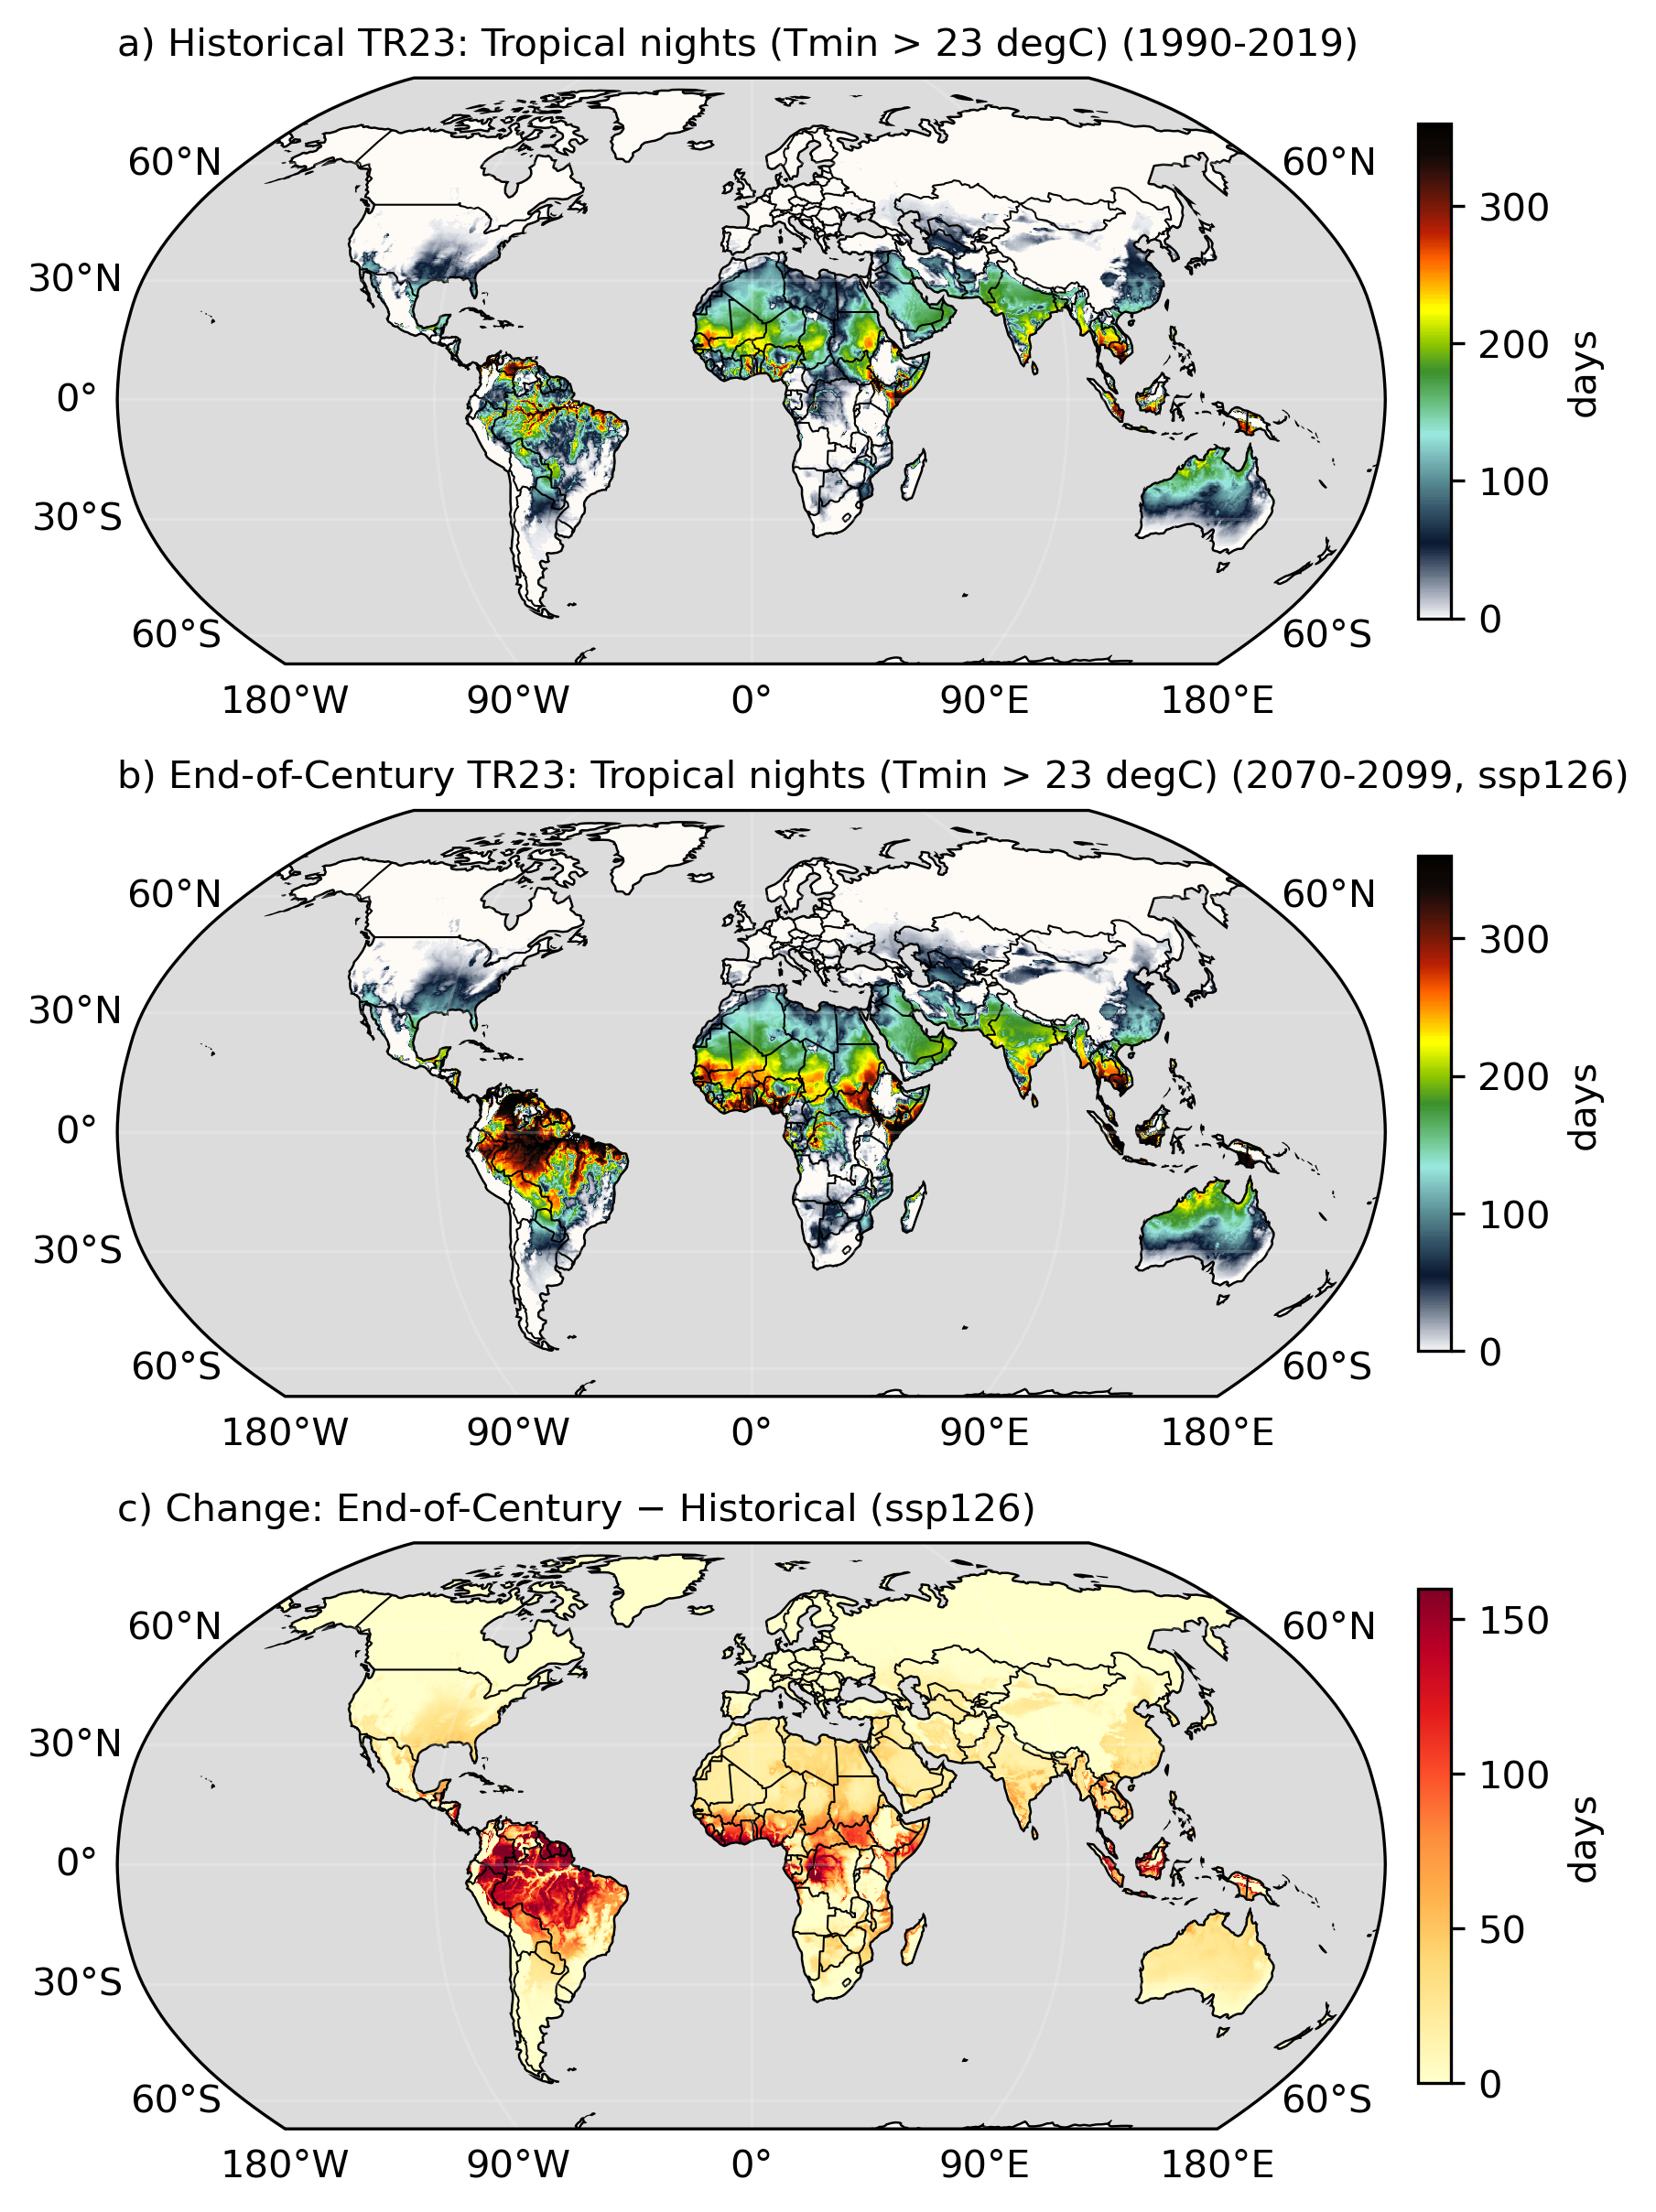 a) Historical TR23: Tropical nights (Tmin > 23 degC) (1990-2019)
60°N 60°N
30°N
0°
30°S
60°S 60°S
180°W 90°W 0° 90°E 180°E
300
200
100
0
days
b) End-of-Century TR23: Tropical nights (Tmin > 23 degC) (2070-2099, ssp126)
60°N 60°N
30°N
0°
30°S
60°S 60°S
180°W 90°W 0° 90°E 180°E
300
200
100
0
days
c) Change: End-of-Century − Historical (ssp126)
60°N 60°N
30°N
0°
30°S
60°S 60°S
180°W 90°W 0° 90°E 180°E
150
100
50
0
days